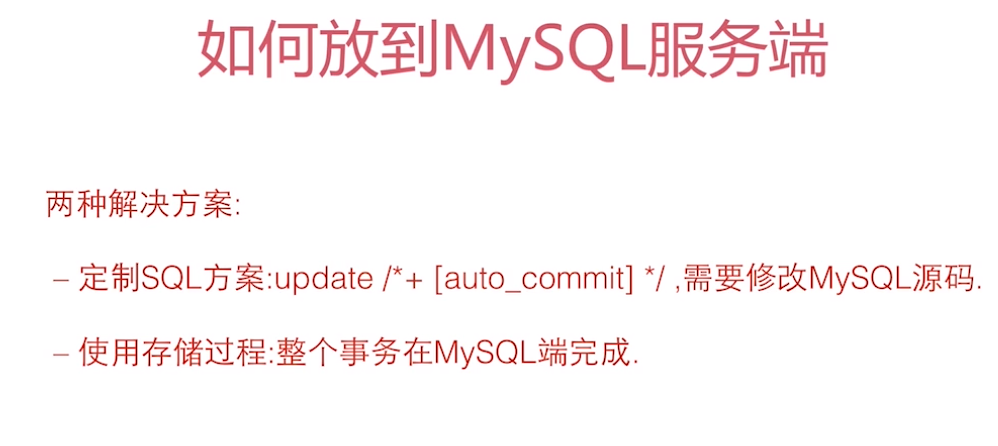 如何放到MySQL服务端
两种解决方案:
– 定制SQL方案:update /*+ [auto_commit] */ ,需要修改MySQL源码.
– 使用存储过程:整个事务在MySQL端完成.